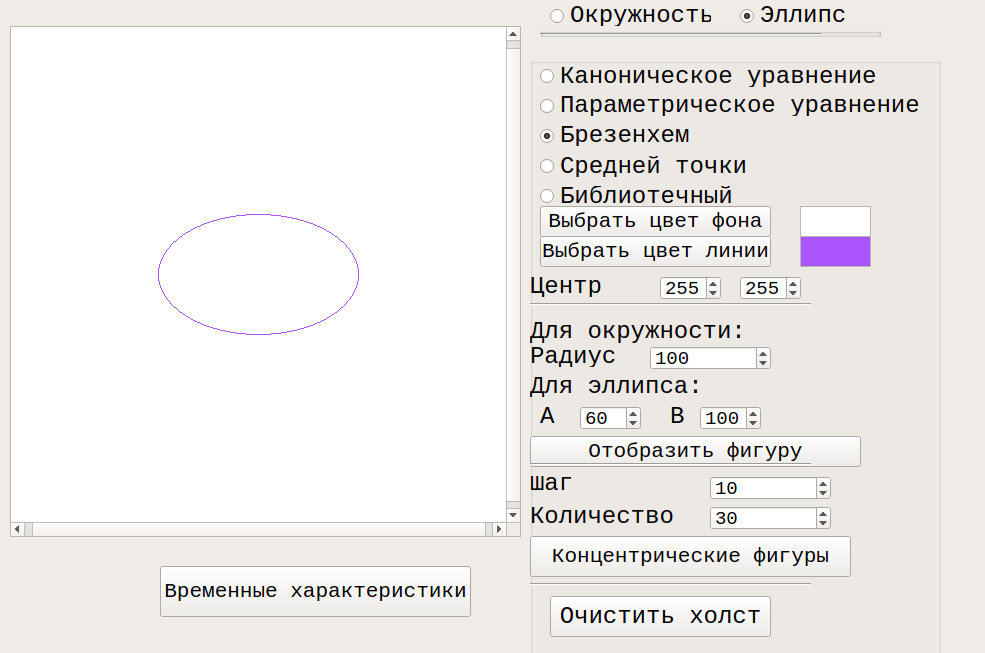 Окружность Эллипс
Каноническое уравнение
Параметрическое уравнение
Брезенхем
Средней точки
Библиотечный
Выбрать цвет фона
Выбрать цвет линии
Центр 255 255
Для окружности:
Радиус 100
Для эллипса:
A 60 B 100
Отобразить фигуру
Шаг 10
Количество 30
Концентрические фигуры
Временные характеристики
Очистить холст